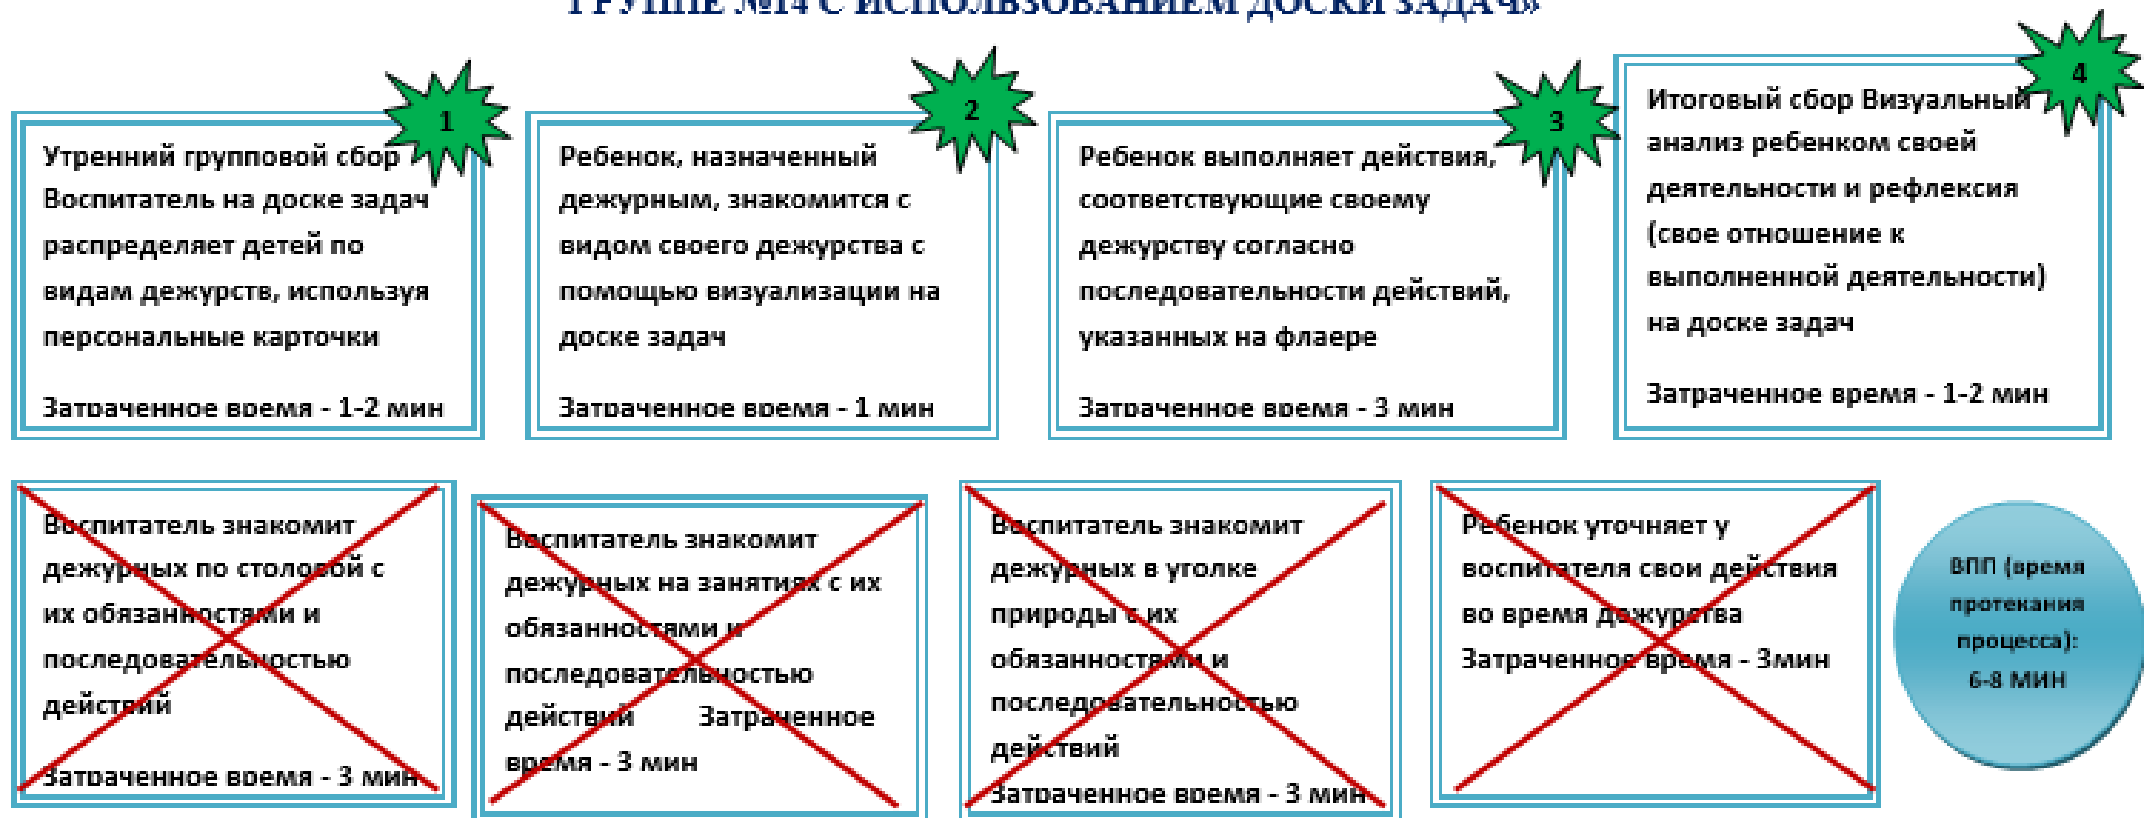 ГРУППЕ №14 С ИСПОЛЬЗОВАНИЕМ ДОСКИ ЗАДАЧ»
1
Утренний групповой сбор
Воспитатель на доске задач
распределяет детей по
видам дежурств, используя
персональные карточки
Затраченное время - 1-2 мин
2
Ребенок, назначенный
дежурным, знакомится с
видом своего дежурства с
помощью визуализации на
доске задач
Затраченное время - 1 мин
3
Ребенок выполняет действия,
соответствующие своему
дежурству согласно
последовательности действий,
указанных на флаере
Затраченное время - 3 мин
4
Итоговый сбор Визуальный
анализ ребенком своей
деятельности и рефлексия
(свое отношение к
выполненной деятельности)
на доске задач
Затраченное время - 1-2 мин
Воспитатель знакомит
дежурных по столовой с
их обязанностями и
последовательностью
действий
Затраченное время - 3 мин
Воспитатель знакомит
дежурных на занятиях с их
обязанностями и
последовательностью
действий Затраченное
время - 3 мин
Воспитатель знакомит
дежурных в уголке
природы с их
обязанностями и
последовательностью
действий
Затраченное время - 3 мин
Ребенок уточняет у
воспитателя свои действия
во время дежурства
Затраченное время - 3мин
ВПП (время
протекания
процесса):
6-8 МИН